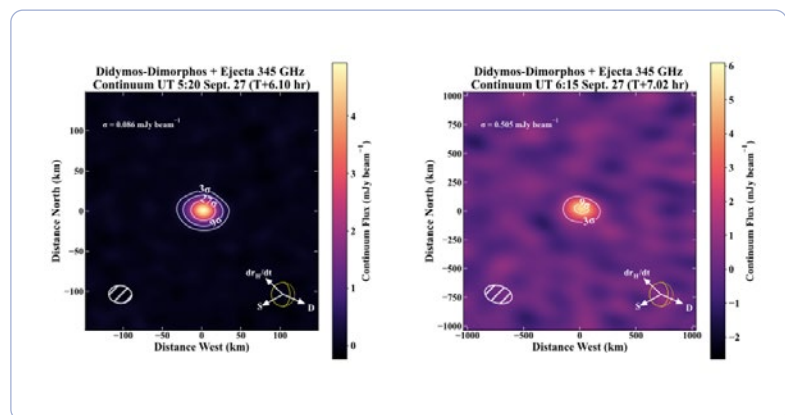 Didymos-Dimorphos + Ejecta 345 GHz
Continuum UT 5:20 Sept. 27 (T+6.10 hr)
σ = 0.086 mJy beam⁻¹
3σ
9σ
dr_H/dt
S
D
Distance North (km)
100
50
0
−50
−100
−100
−50
0
50
100
Distance West (km)
4
3
2
1
0
Continuum Flux (mJy beam⁻¹)
Didymos-Dimorphos + Ejecta 345 GHz
Continuum UT 6:15 Sept. 27 (T+7.02 hr)
σ = 0.505 mJy beam⁻¹
3σ
dr_H/dt
S
D
Distance North (km)
1000
750
500
250
0
−250
−500
−750
−1000
−1000
−500
0
500
1000
Distance West (km)
6
5
4
3
2
1
0
−1
−2
Continuum Flux (mJy beam⁻¹)